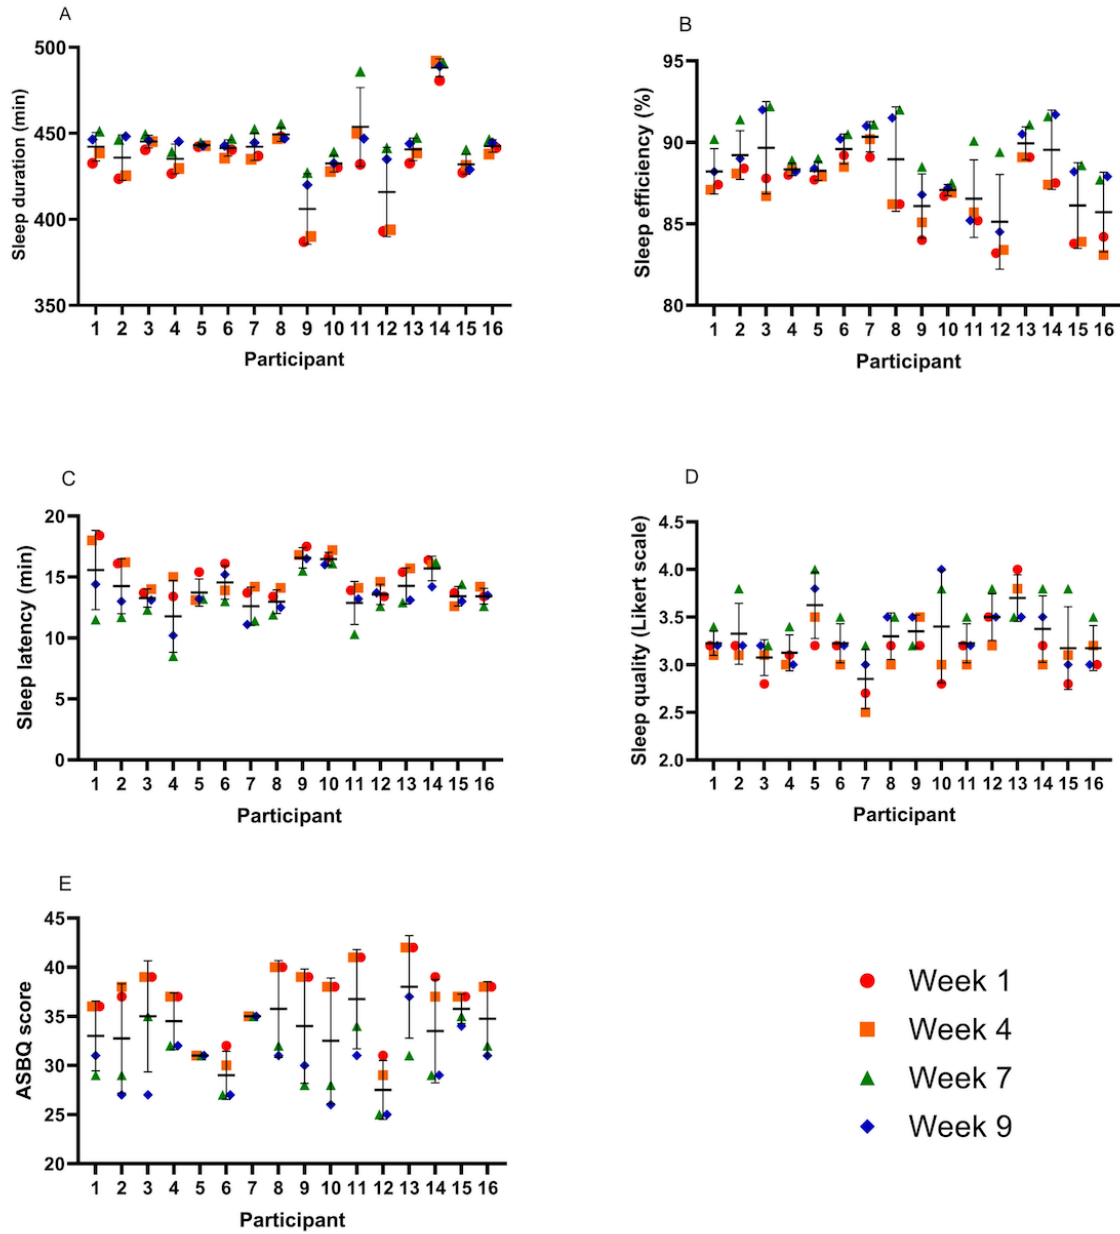 A
Sleep duration (min)
500
450
400
350
1 2 3 4 5 6 7 8 9 10 11 12 13 14 15 16
Participant
B
Sleep efficiency (%)
95
90
85
80
1 2 3 4 5 6 7 8 9 10 11 12 13 14 15 16
Participant
C
Sleep latency (min)
20
15
10
5
0
1 2 3 4 5 6 7 8 9 10 11 12 13 14 15 16
Participant
D
Sleep quality (Likert scale)
4.5
4.0
3.5
3.0
2.5
2.0
1 2 3 4 5 6 7 8 9 10 11 12 13 14 15 16
Participant
E
ASBQ score
45
40
35
30
25
20
1 2 3 4 5 6 7 8 9 10 11 12 13 14 15 16
Participant
Week 1
Week 4
Week 7
Week 9